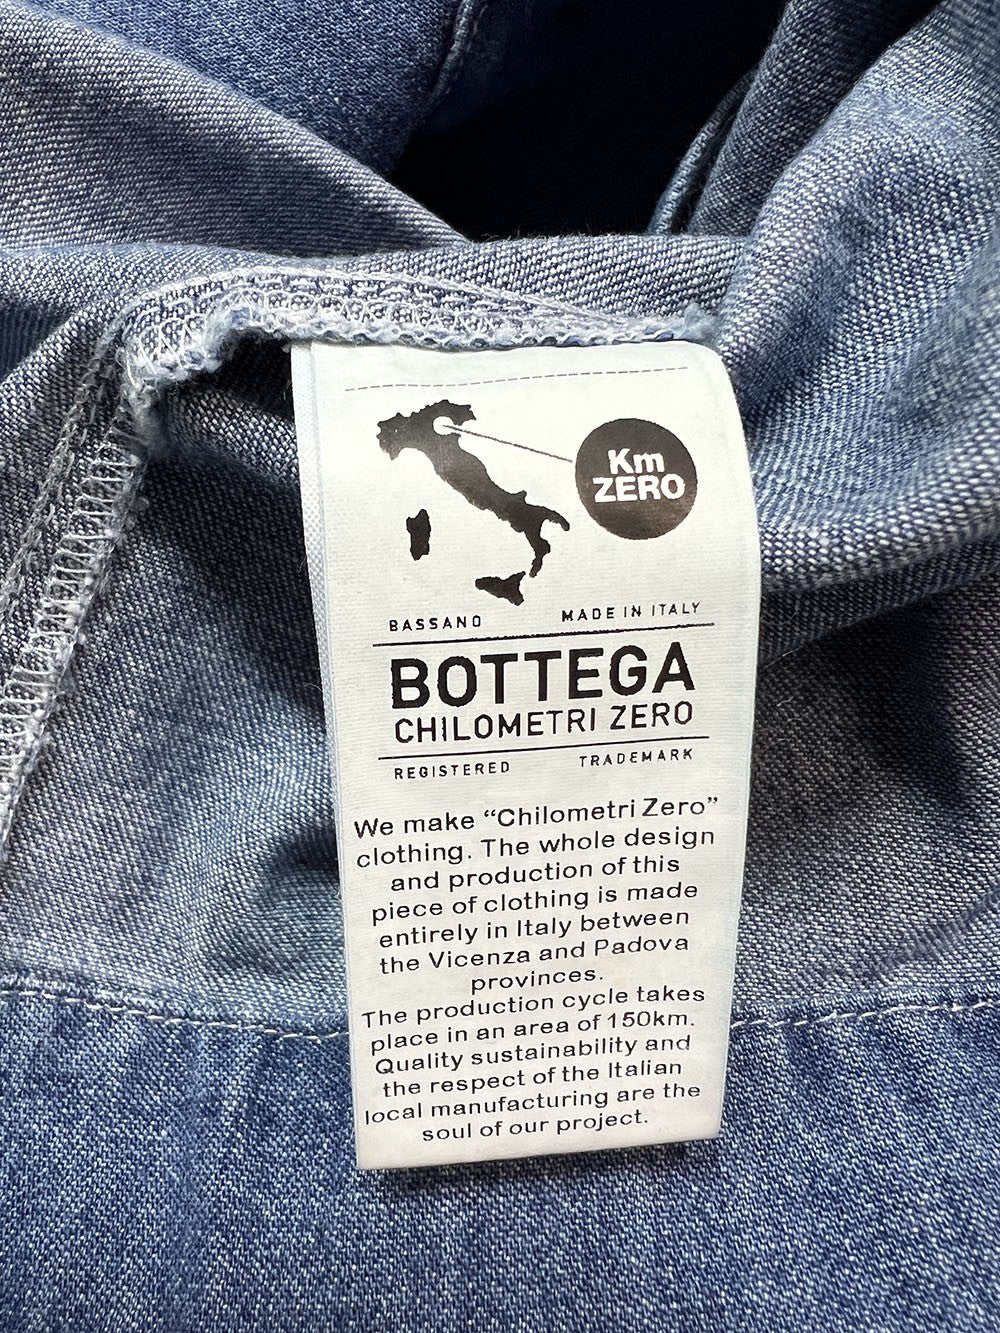 Km
ZERO
BASSANO MADE IN ITALY
BOTTEGA
CHILOMETRI ZERO
REGISTERED TRADEMARK
We make “Chilometri Zero”
clothing. The whole design
and production of this
piece of clothing is made
entirely in Italy between
the Vicenza and Padova
provinces.
The production cycle takes
place in an area of 150km.
Quality sustainability and
the respect of the Italian
local manufacturing are the
soul of our project.